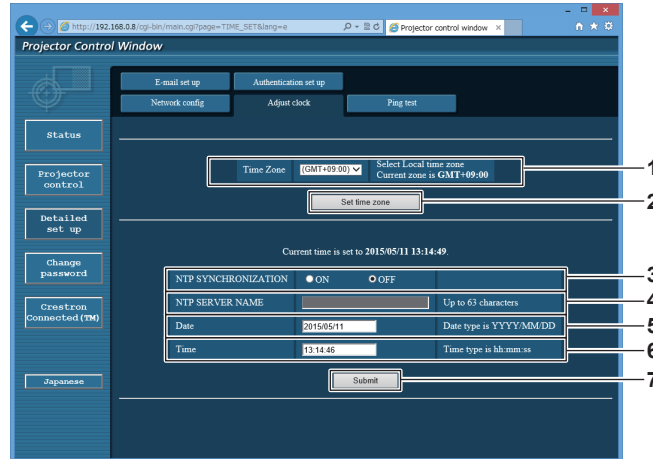 http://192.168.0.8/cgi-bin/main.cgi?page=TIME_SET&lang=e
Projector control window
Projector Control Window
E-mail set up
Authentication set up
Network config
Adjust clock
Ping test
Status
Projector
control
Detailed
set up
Change
password
Crestron
Connected(TM)
Japanese
Time Zone
(GMT+09:00)
Select Local time zone
Current zone is GMT+09:00
1
Set time zone
2
Current time is set to 2015/05/11 13:14:49.
NTP SYNCHRONIZATION
ON
OFF
3
NTP SERVER NAME
Up to 63 characters
4
Date
2015/05/11
Date type is YYYY/MM/DD
5
Time
13:14:46
Time type is hh:mm:ss
6
Submit
7